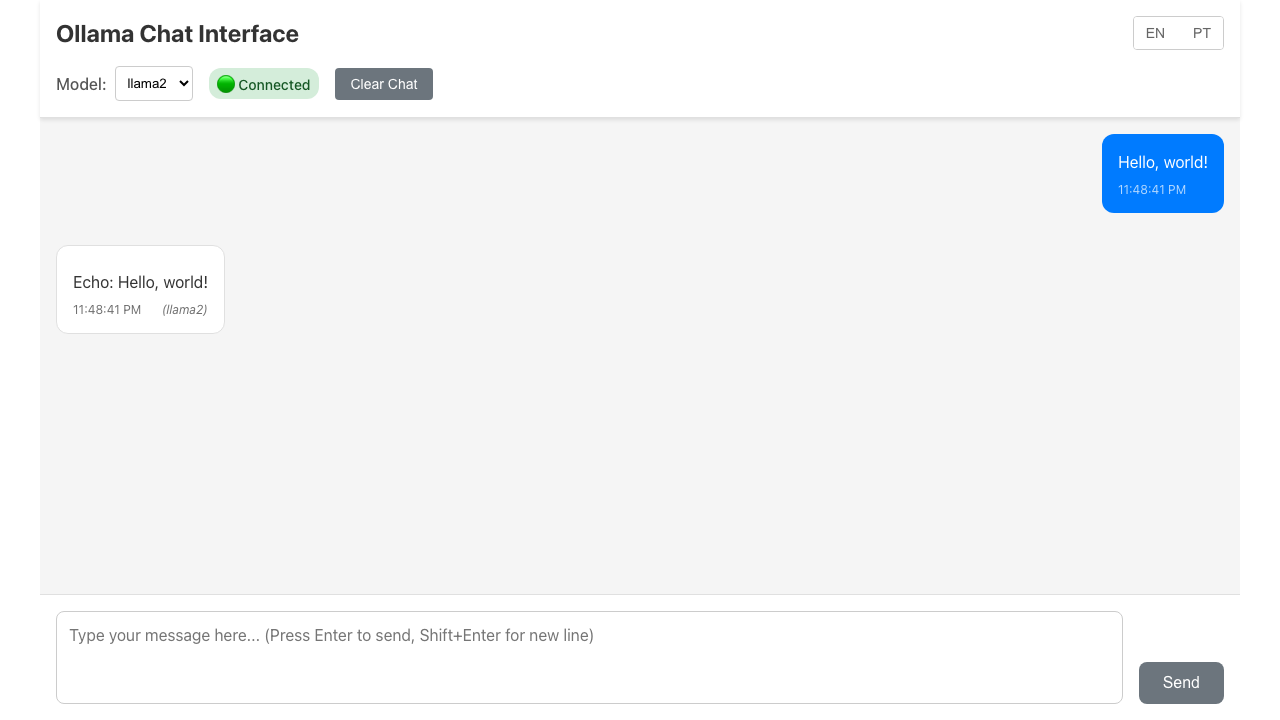 Ollama Chat Interface
EN PT
Model: llama2 Connected Clear Chat
Hello, world!
11:48:41 PM
Echo: Hello, world!
11:48:41 PM (llama2)
Type your message here... (Press Enter to send, Shift+Enter for new line)
Send